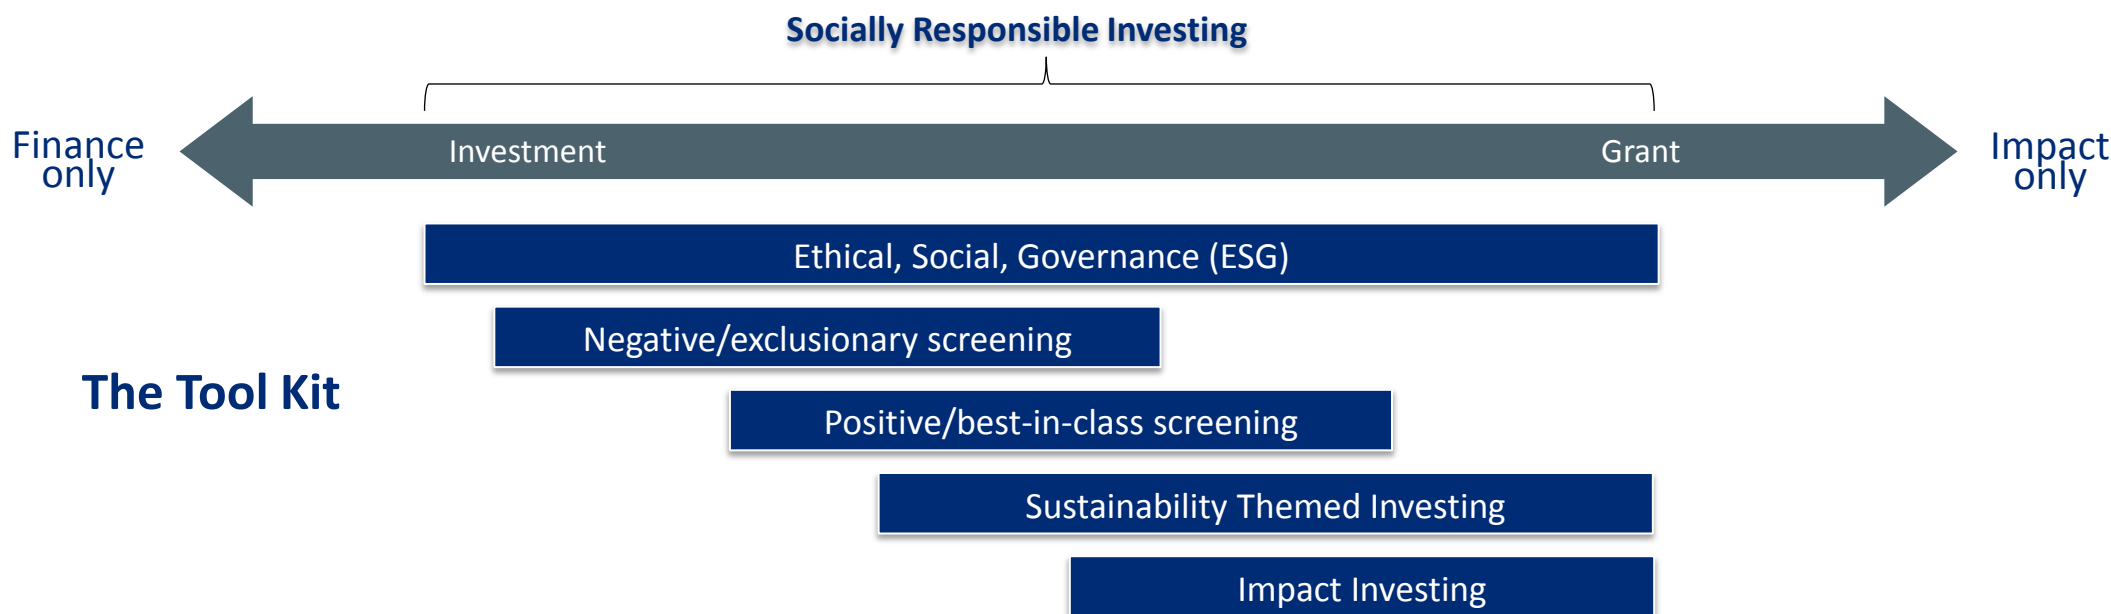 Socially Responsible Investing
Finance
only
Investment
Grant
Impact
only
Ethical, Social, Governance (ESG)
Negative/exclusionary screening
The Tool Kit
Positive/best-in-class screening
Sustainability Themed Investing
Impact Investing